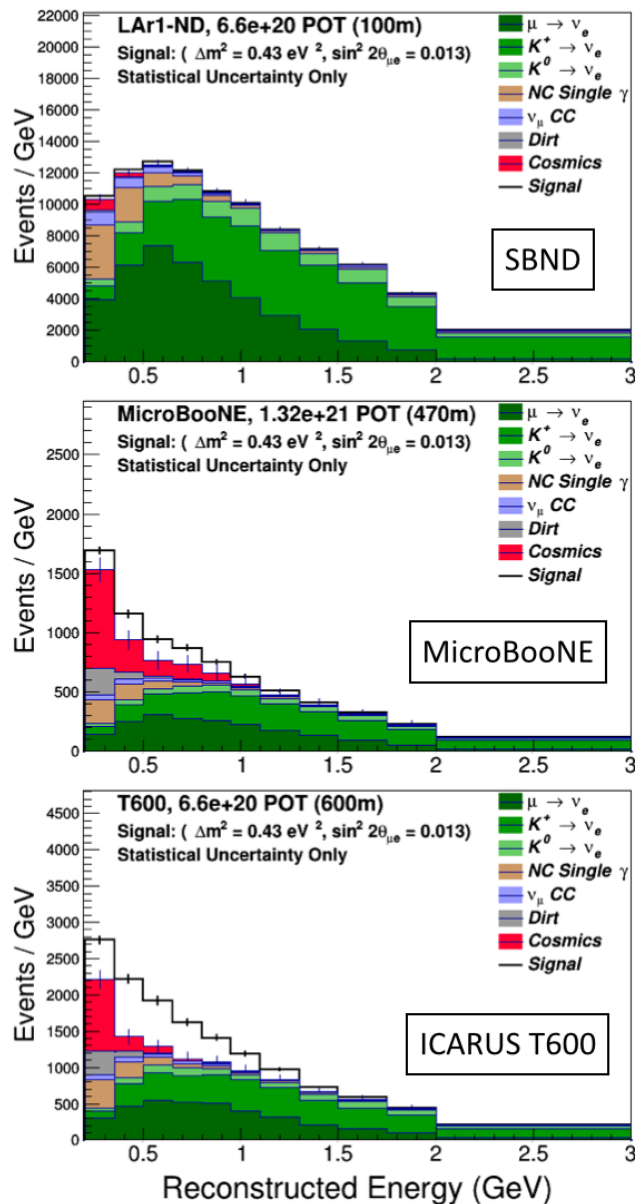 LAr1-ND, 6.6e+20 POT (100m)
Signal: ( Δm² = 0.43 eV ², sin² 2θμe = 0.013)
Statistical Uncertainty Only
μ → νe
K⁺ → νe
K⁰ → νe
NC Single γ
νμ CC
Dirt
Cosmics
Signal
SBND
Events / GeV
22000
20000
18000
16000
14000
12000
10000
8000
6000
4000
2000
0
0.5 1 1.5 2 2.5 3
MicroBooNE, 1.32e+21 POT (470m)
Signal: ( Δm² = 0.43 eV ², sin² 2θμe = 0.013)
Statistical Uncertainty Only
μ → νe
K⁺ → νe
K⁰ → νe
NC Single γ
νμ CC
Dirt
Cosmics
Signal
MicroBooNE
Events / GeV
2500
2000
1500
1000
500
0
0.5 1 1.5 2 2.5 3
T600, 6.6e+20 POT (600m)
Signal: ( Δm² = 0.43 eV ², sin² 2θμe = 0.013)
Statistical Uncertainty Only
μ → νe
K⁺ → νe
K⁰ → νe
NC Single γ
νμ CC
Dirt
Cosmics
Signal
ICARUS T600
Events / GeV
4500
4000
3500
3000
2500
2000
1500
1000
500
0
0.5 1 1.5 2 2.5 3
Reconstructed Energy (GeV)